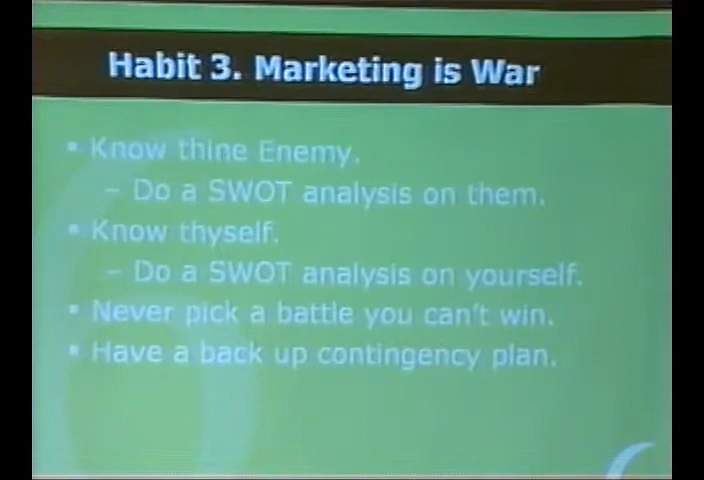 Habit 3. Marketing is War
▪ Know thine Enemy.
– Do a SWOT analysis on them.
▪ Know thyself.
– Do a SWOT analysis on yourself.
▪ Never pick a battle you can't win.
▪ Have a back up contingency plan.